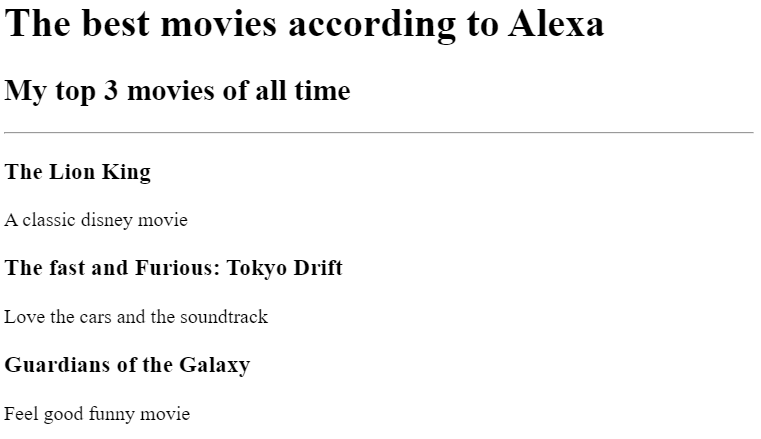 The best movies according to Alexa
My top 3 movies of all time
The Lion King
A classic disney movie
The fast and Furious: Tokyo Drift
Love the cars and the soundtrack
Guardians of the Galaxy
Feel good funny movie